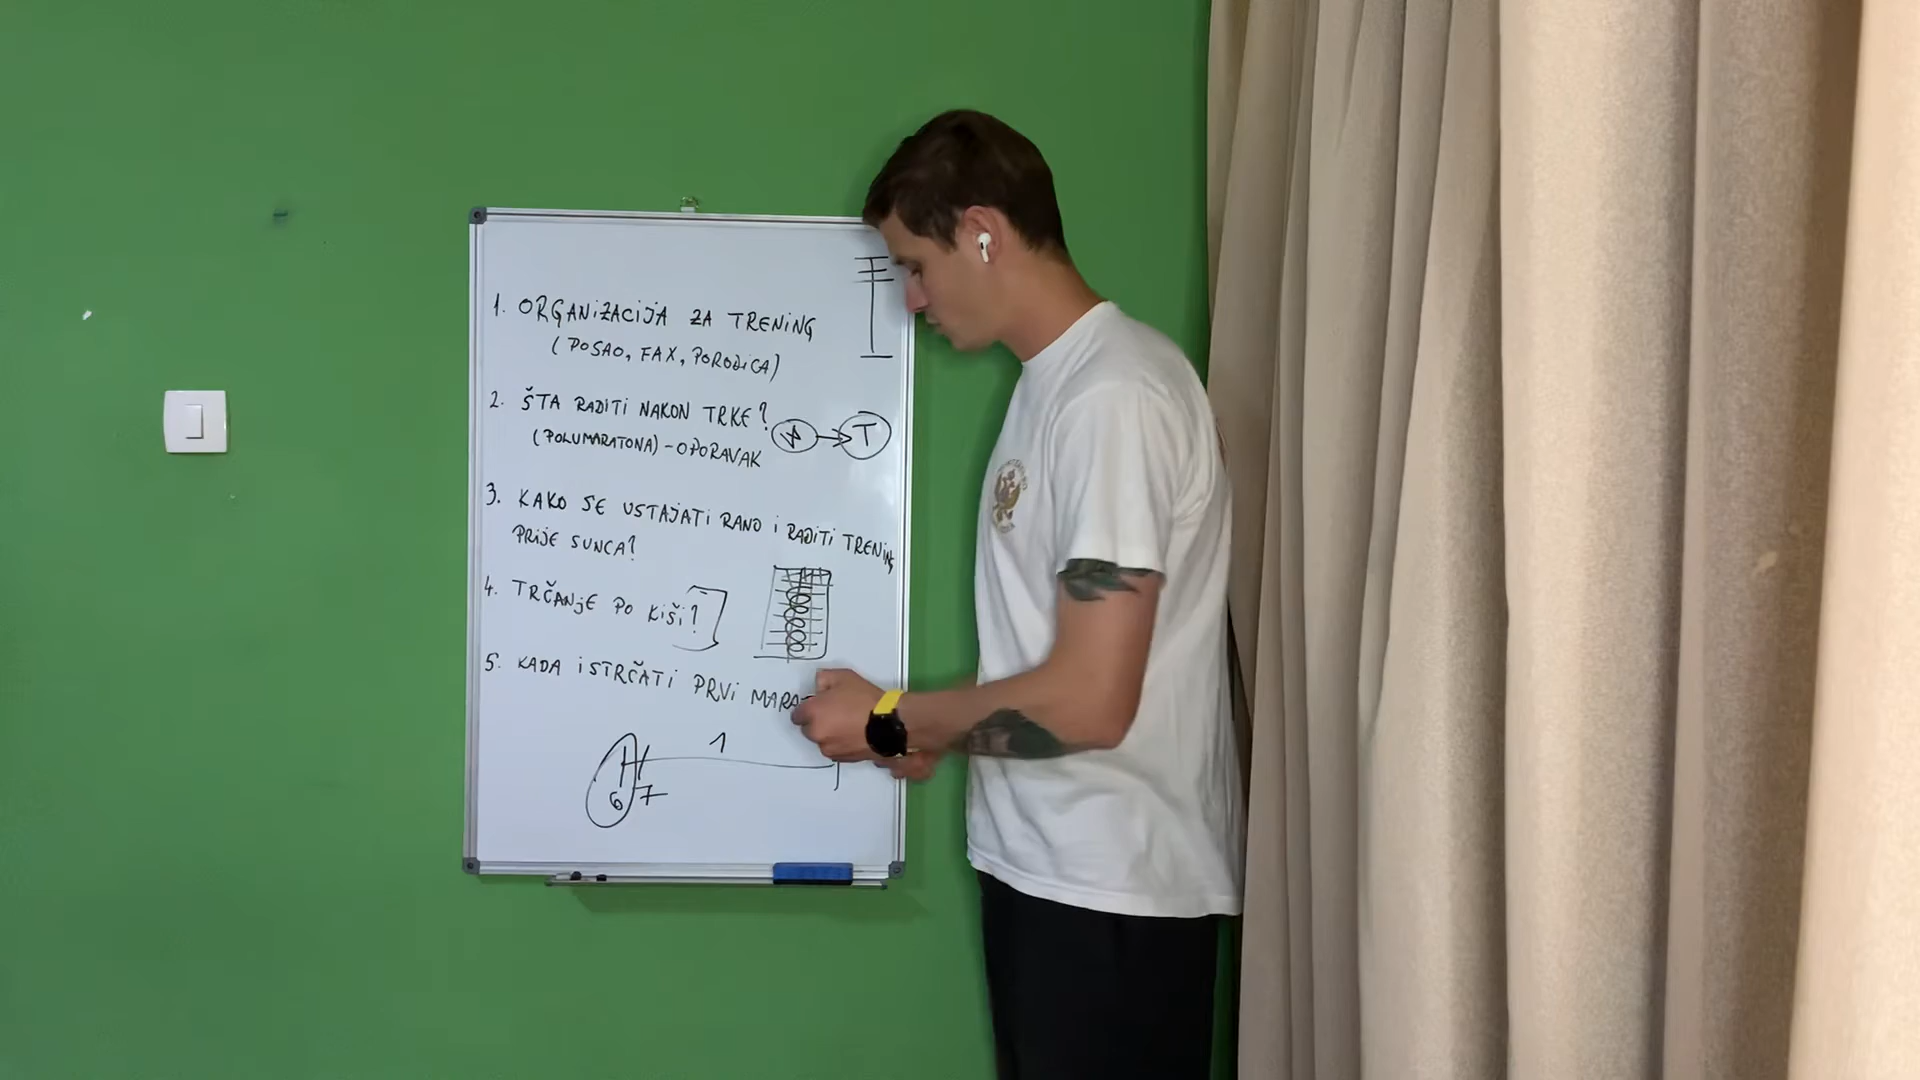 1. ORGANiZACiJA ZA TRENiNG
(POSAO, FAX, PORODiCA)
2. ŠTA RADiTi NAKON TRKE?
(POLUMARATONA) - OPORAVAK
T
3. KAKO SE USTAJATi RANO i RADiTi TRENiNG
PRiJE SUNCA?
4. TRČANjE PO KiŠi?
5. KADA iSTRČATi PRVi MARA
1
6 7